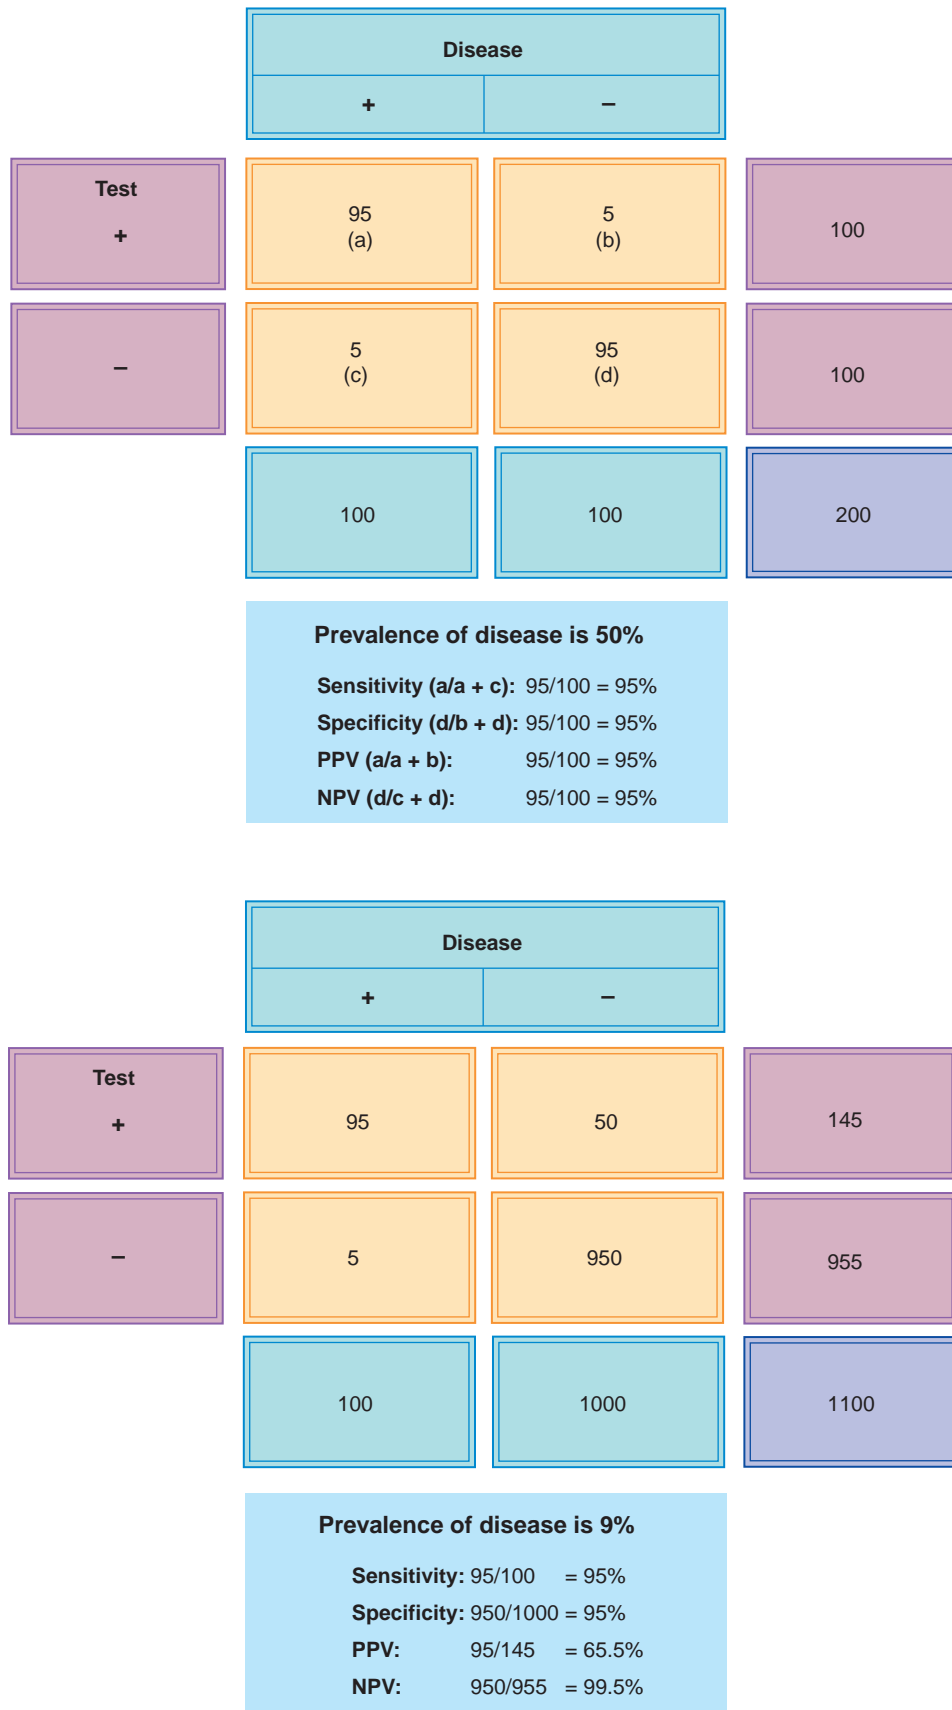 Disease
+ −
Test
+
95
(a)
5
(b)
100
−
5
(c)
95
(d)
100
100 100 200
Prevalence of disease is 50%
Sensitivity (a/a + c): 95/100 = 95%
Specificity (d/b + d): 95/100 = 95%
PPV (a/a + b): 95/100 = 95%
NPV (d/c + d): 95/100 = 95%
Disease
+ −
Test
+ 95 50 145
− 5 950 955
100 1000 1100
Prevalence of disease is 9%
Sensitivity: 95/100 = 95%
Specificity: 950/1000 = 95%
PPV: 95/145 = 65.5%
NPV: 950/955 = 99.5%